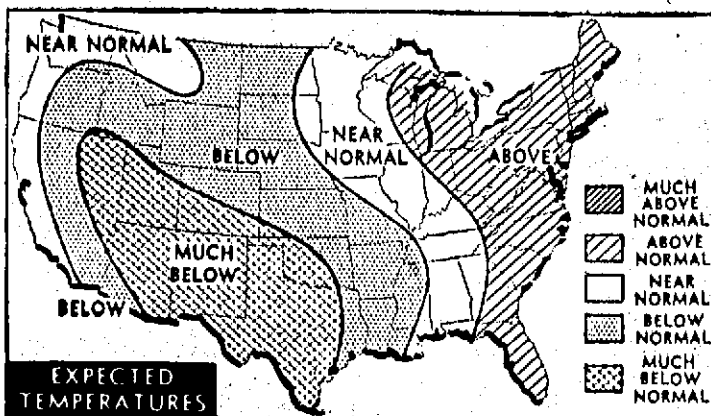 NEAR NORMAL
BELOW
NEAR
NORMAL
ABOVE
MUCH
BELOW
BELOW
MUCH
ABOVE
NORMAL
ABOVE
NORMAL
NEAR
NORMAL
BELOW
NORMAL
MUCH
BELOW
NORMAL
EXPECTED
TEMPERATURES